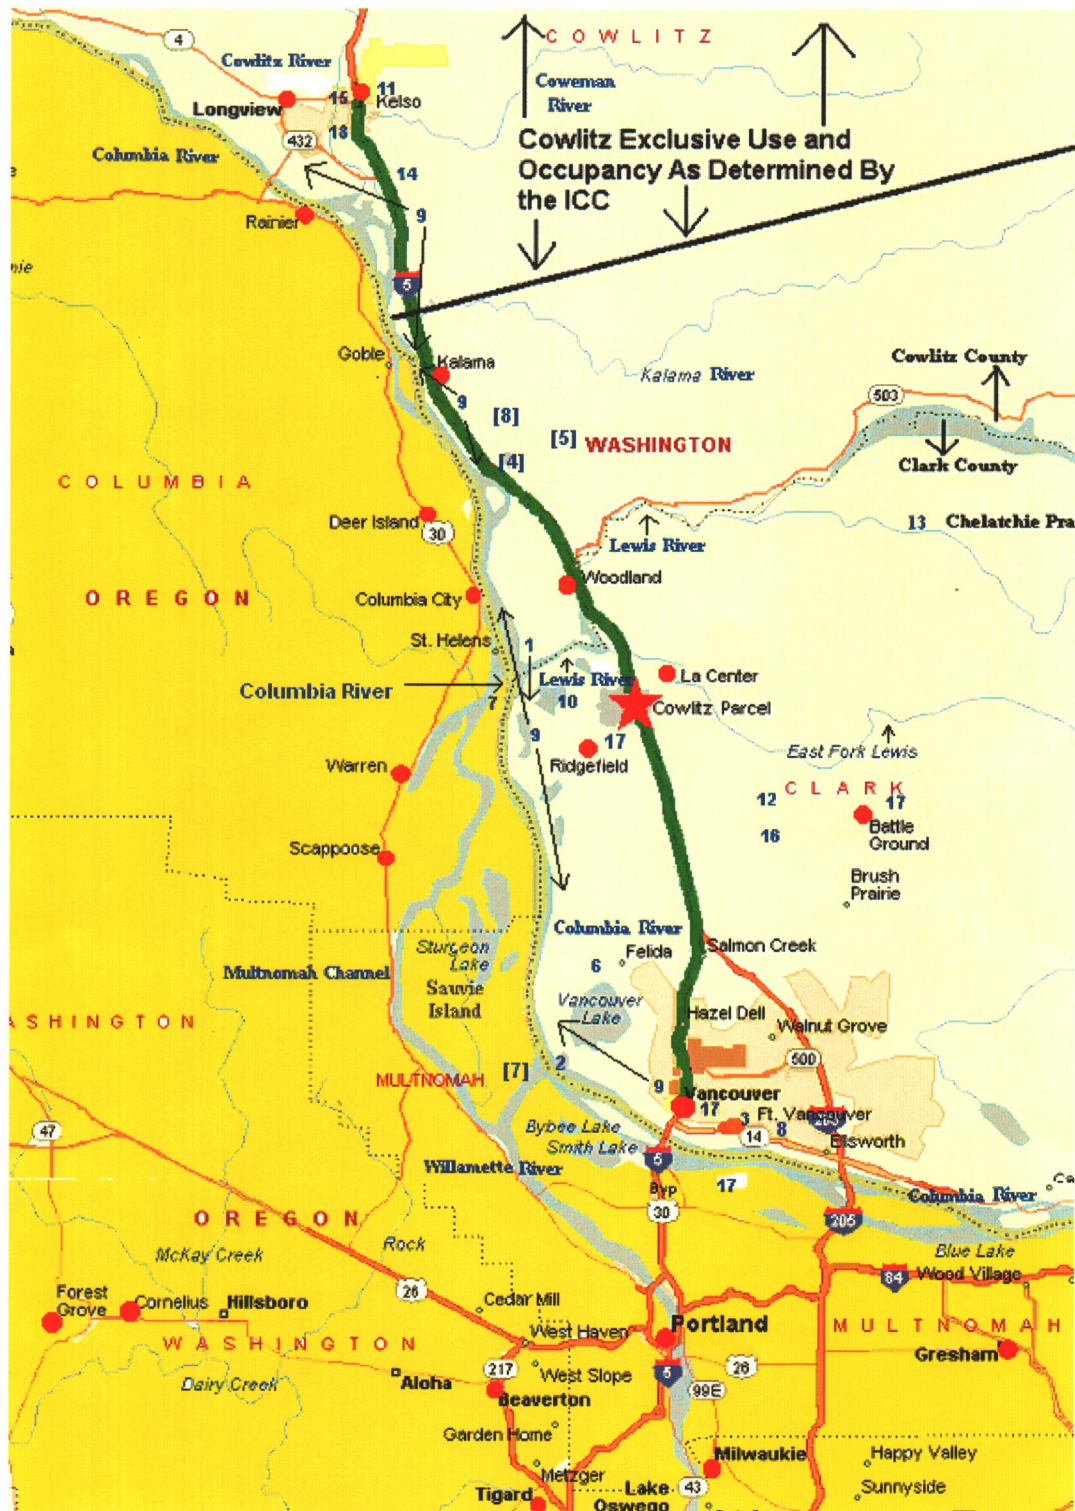 COWLITZ
4
Cowlitz River
Coweman
River
11
15
Kelso
Longview
18
432
Cowlitz Exclusive Use and
Occupancy As Determined By
the ICC
Columbia River
14
9
Rainier
5
Goble
Kalama
Kalama River
Cowlitz County
503
9
[8]
[5] WASHINGTON
[4]
Clark County
COLUMBIA
Deer Island
30
13 Chelatchie Pra
Lewis River
Woodland
OREGON
Columbia City
St. Helens
1
Lewis River
La Center
Columbia River
7
10
Cowlitz Parcel
9
17
Ridgefield
East Fork Lewis
Warren
CLARK
12
17
Battle
Ground
16
Scappoose
Brush
Prairie
Columbia River
Sturgeon
Lake
Felida
Salmon Creek
6
Multnomah Channel
Sauvie
Island
Vancouver
Lake
ASHINGTON
Hazel Dell
Walnut Grove
500
[7]
2
MULTNOMAH
9
Vancouver
17
3
Ft. Vancouver
8
14
Ellsworth
47
Bybee Lake
Smith Lake
5
Willamette River
17
Byp
30
Columbia River
205
OREGON
McKay Creek
Rock
Blue Lake
84
Wood Village
26
Forest
Grove
Cornelius
Hillsboro
Cedar Mill
West Haven
Portland
MULTNOMAH
WASHINGTON
217
West Slope
5
26
Gresham
Dairy Creek
Aloha
Beaverton
99E
Garden Home
Milwaukie
Happy Valley
Metzger
Tigard
Lake
Oswego
43
Sunnyside